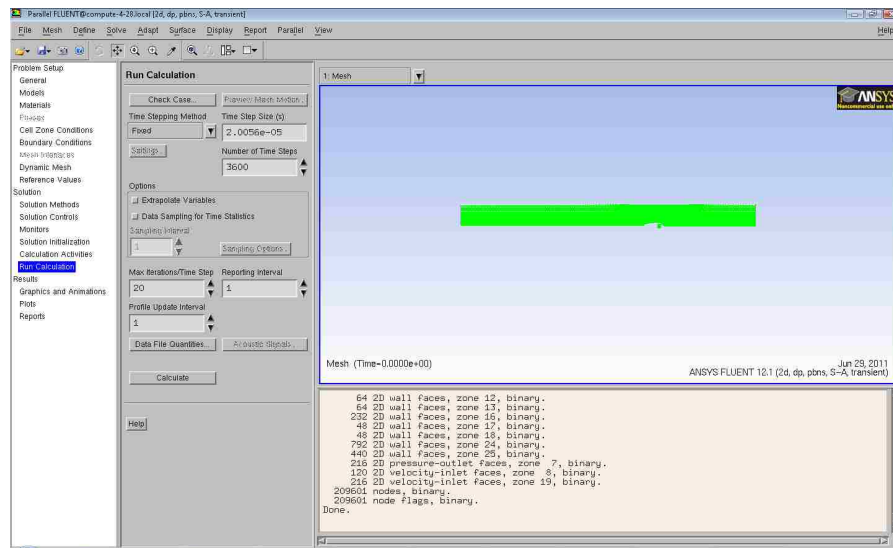 Parallel FLUENT@compute-4-28.local [2d, dp, pbns, S-A, transient]
File Mesh Define Solve Adapt Surface Display Report Parallel View Help
Problem Setup
General
Models
Materials
Phases
Cell Zone Conditions
Boundary Conditions
Mesh Interfaces
Dynamic Mesh
Reference Values
Solution
Solution Methods
Solution Controls
Monitors
Solution Initialization
Calculation Activities
Run Calculation
Results
Graphics and Animations
Plots
Reports
Run Calculation
Check Case... Preview Mesh Motion...
Time Stepping Method Time Step Size (s)
Fixed 2.0056e-05
Settings... Number of Time Steps
3600
Options
Extrapolate Variables
Data Sampling for Time Statistics
Sampling Interval
1 Sampling Options...
Max Iterations/Time Step Reporting Interval
20 1
Profile Update Interval
1
Data File Quantities... Acoustic Signals...
Calculate
Help
1: Mesh
ANSYS
Noncommercial use only
Mesh (Time=0.0000e+00) Jun 29, 2011
ANSYS FLUENT 12.1 (2d, dp, pbns, S-A, transient)
64 2D wall faces, zone 12, binary.
64 2D wall faces, zone 13, binary.
232 2D wall faces, zone 16, binary.
48 2D wall faces, zone 17, binary.
48 2D wall faces, zone 18, binary.
792 2D wall faces, zone 24, binary.
440 2D wall faces, zone 25, binary.
216 2D pressure-outlet faces, zone 7, binary.
120 2D velocity-inlet faces, zone 8, binary.
216 2D velocity-inlet faces, zone 19, binary.
209601 nodes, binary.
209601 node flags, binary.
Done.